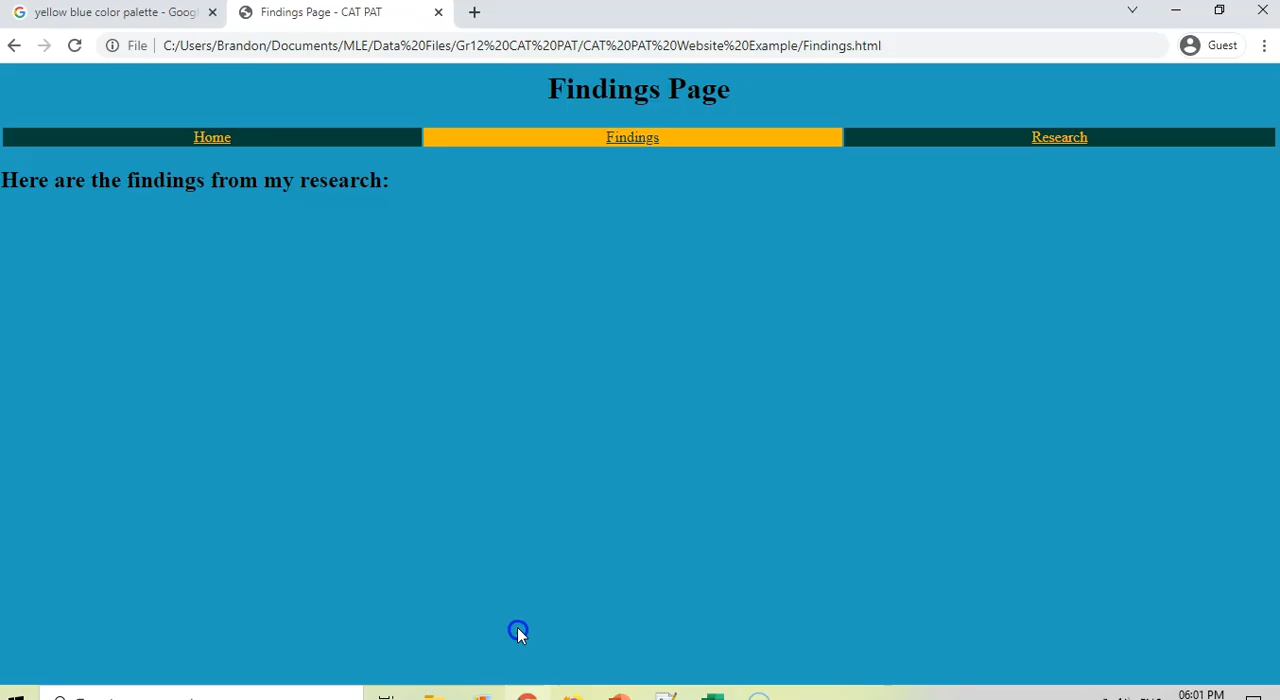 yellow blue color palette - Goog
Findings Page - CAT PAT
File
C:/Users/Brandon/Documents/MLE/Data%20Files/Gr12%20CAT%20PAT/CAT%20PAT%20Website%20Example/Findings.html
Guest
Findings Page
Home Findings Research
Here are the findings from my research:
06:01 PM